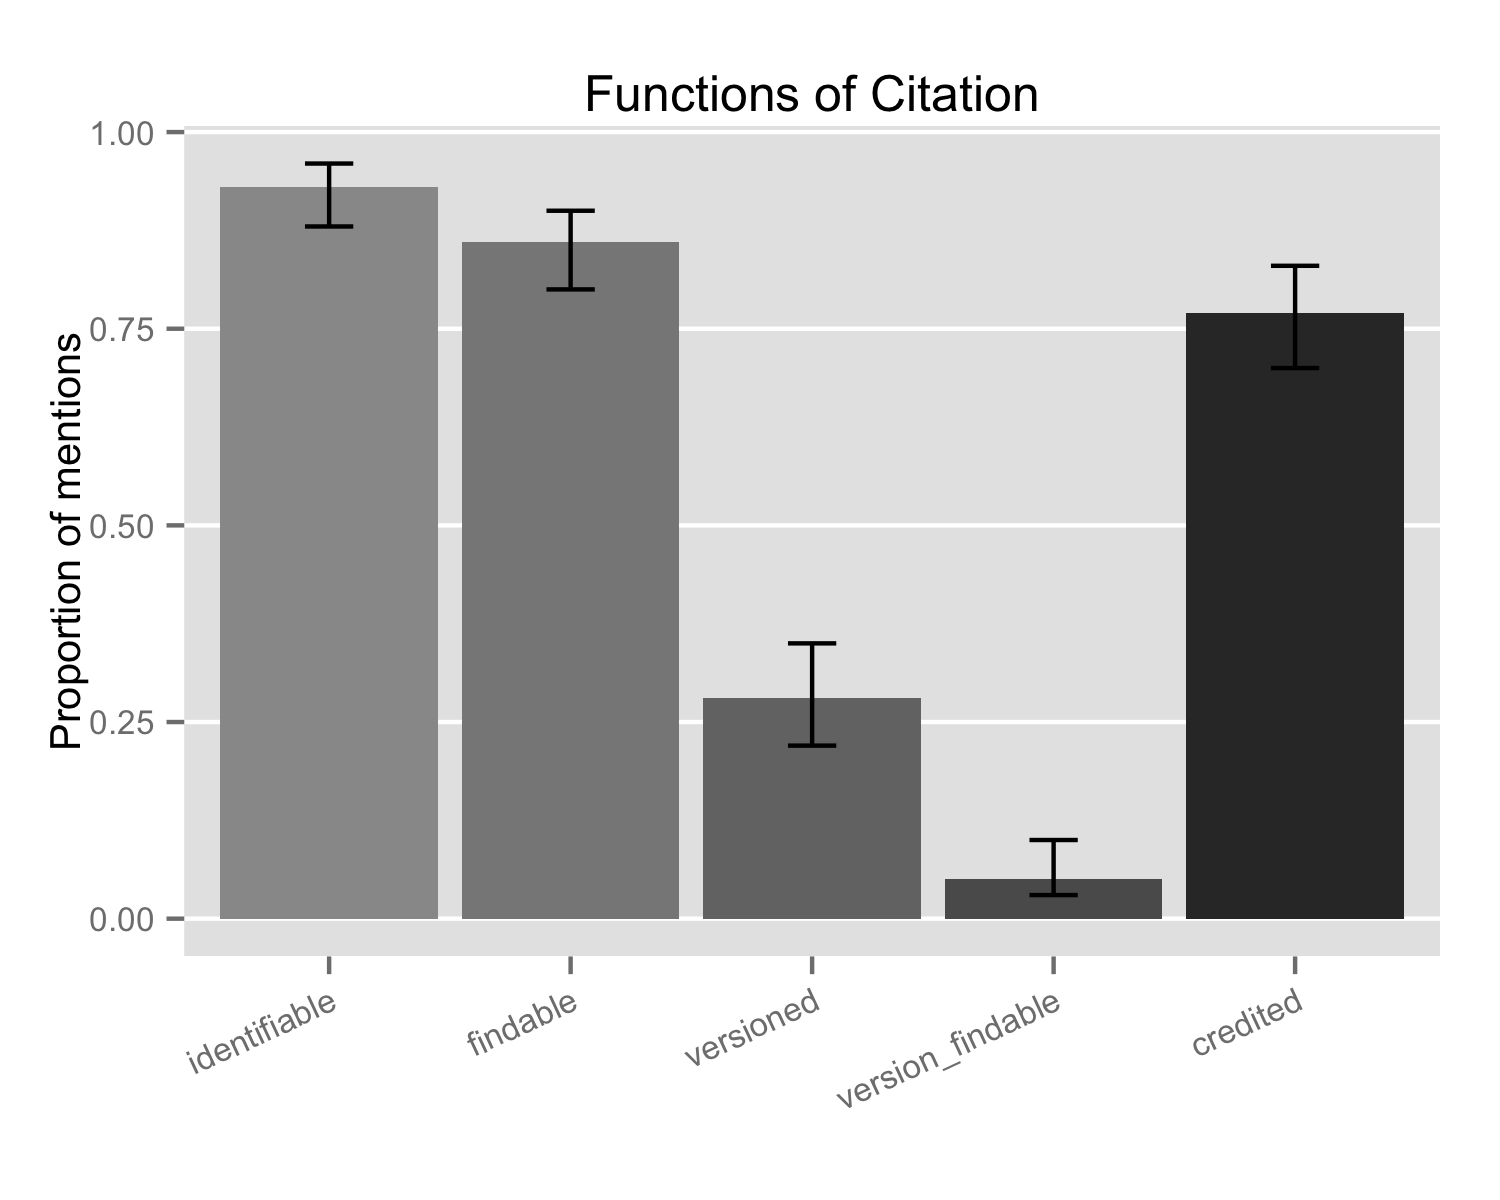 Functions of Citation
Proportion of mentions
1.00
0.75
0.50
0.25
0.00
identifiable
findable
versioned
version_findable
credited